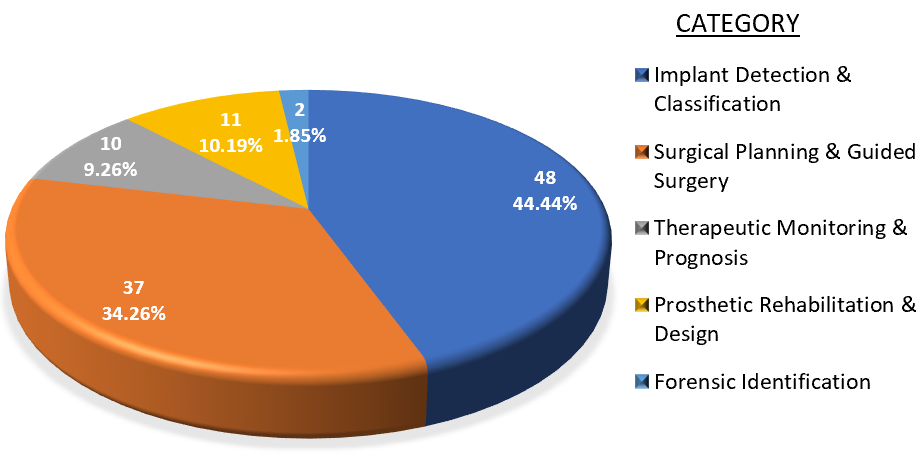 CATEGORY
Implant Detection &
Classification
Surgical Planning & Guided
Surgery
Therapeutic Monitoring &
Prognosis
Prosthetic Rehabilitation &
Design
Forensic Identification
2
1.85%
11
10.19%
10
9.26%
48
44.44%
37
34.26%